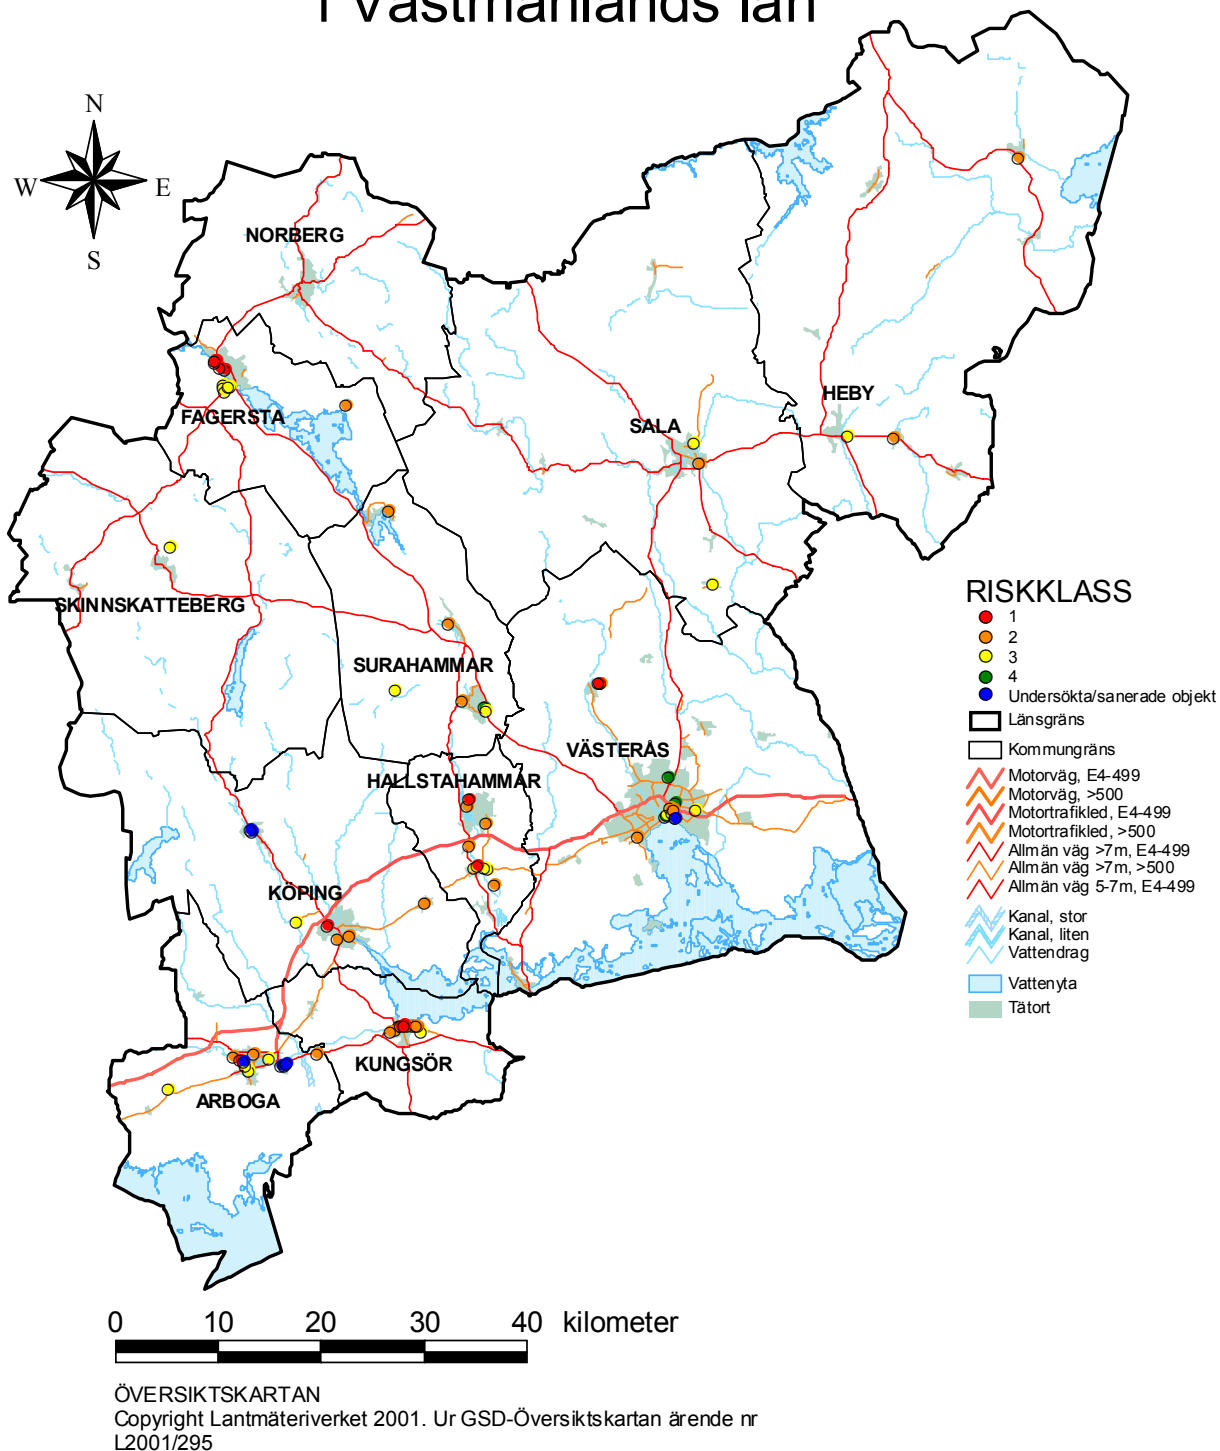 i Västmanlands län
N
W
E
S
NORBERG
FAGERSTA
HEBY
SALA
SKINNSKATTEBERG
SURAHAMMAR
VÄSTERÅS
HALLSTAHAMMAR
KÖPING
KUNGSÖR
ARBOGA
RISKKLASS
1
2
3
4
Undersökta/sanerade objekt
Länsgräns
Kommungräns
Motorväg, E4-499
Motorväg, >500
Motortrafikled, E4-499
Motortrafikled, >500
Allmän väg >7m, E4-499
Allmän väg >7m, >500
Allmän väg 5-7m, E4-499
Kanal, stor
Kanal, liten
Vattendrag
Vattenyta
Tätort
0 10 20 30 40 kilometer
ÖVERSIKTSKARTAN
Copyright Lantmäteriverket 2001. Ur GSD-Översiktskartan ärende nr
L2001/295